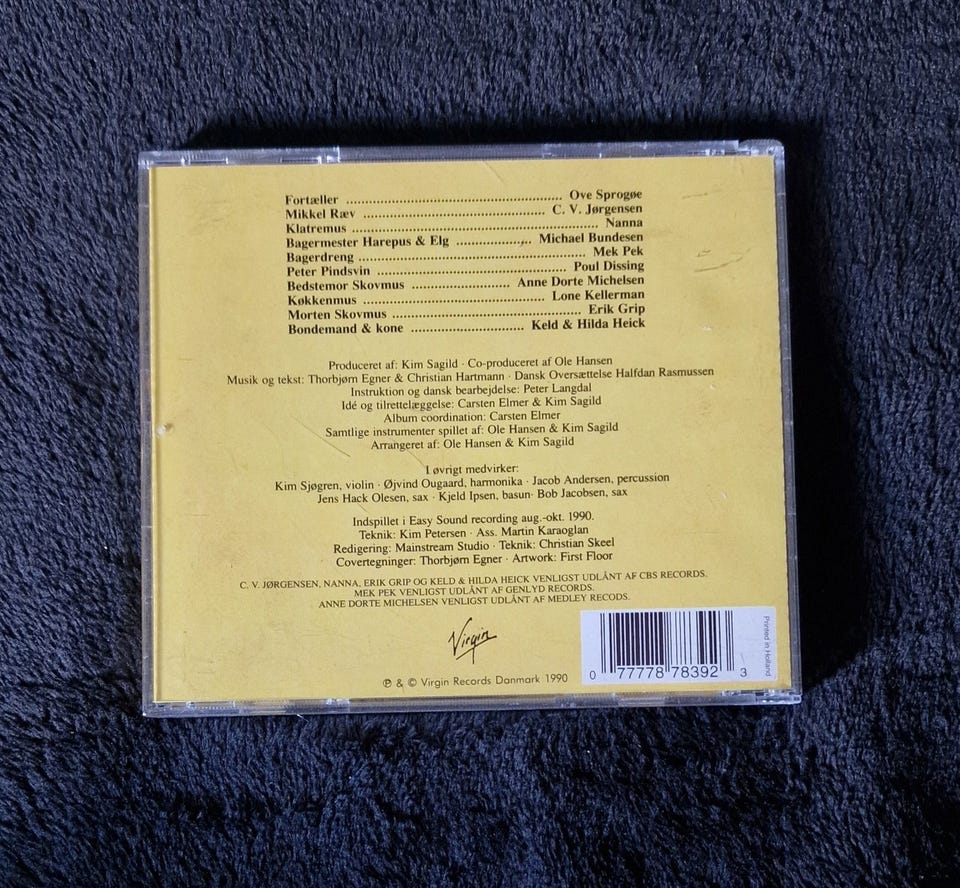 Fortæller ........ Ove Sprogøe
Mikkel Ræv ........ C. V. Jørgensen
Klatremus ........ Nanna
Bagermester Harepus & Elg ........ Michael Bundesen
Bagerdreng ........ Mek Pek
Peter Pindsvin ........ Poul Dissing
Bedstemor Skovmus ........ Anne Dorte Michelsen
Køkkenmus ........ Lone Kellerman
Morten Skovmus ........ Erik Grip
Bondemand & kone ........ Keld & Hilda Heick
Produceret af: Kim Sagild · Co-produceret af Ole Hansen
Musik og tekst: Thorbjørn Egner & Christian Hartmann · Dansk Oversættelse Halfdan Rasmussen
Instruktion og dansk bearbejdelse: Peter Langdal
Idé og tilrettelæggelse: Carsten Elmer & Kim Sagild
Album coordination: Carsten Elmer
Samtlige instrumenter spillet af: Ole Hansen & Kim Sagild
Arrangeret af: Ole Hansen & Kim Sagild
I øvrigt medvirker:
Kim Sjøgren, violin · Øjvind Ougaard, harmonika · Jacob Andersen, percussion
Jens Hack Olesen, sax · Kjeld Ipsen, basun · Bob Jacobsen, sax
Indspillet i Easy Sound recording aug.-okt. 1990.
Teknik: Kim Petersen · Ass. Martin Karaoglan
Redigering: Mainstream Studio · Teknik: Christian Skeel
Covertegninger: Thorbjørn Egner · Artwork: First Floor
C. V. JØRGENSEN, NANNA, ERIK GRIP OG KELD & HILDA HEICK VENLIGST UDLÅNT AF CBS RECORDS.
MEK PEK VENLIGST UDLÅNT AF GENLYD RECORDS.
ANNE DORTE MICHELSEN VENLIGST UDLÅNT AF MEDLEY RECODS.
Virgin
℗ & © Virgin Records Danmark 1990
0 77778 78392 3
Printed in Holland